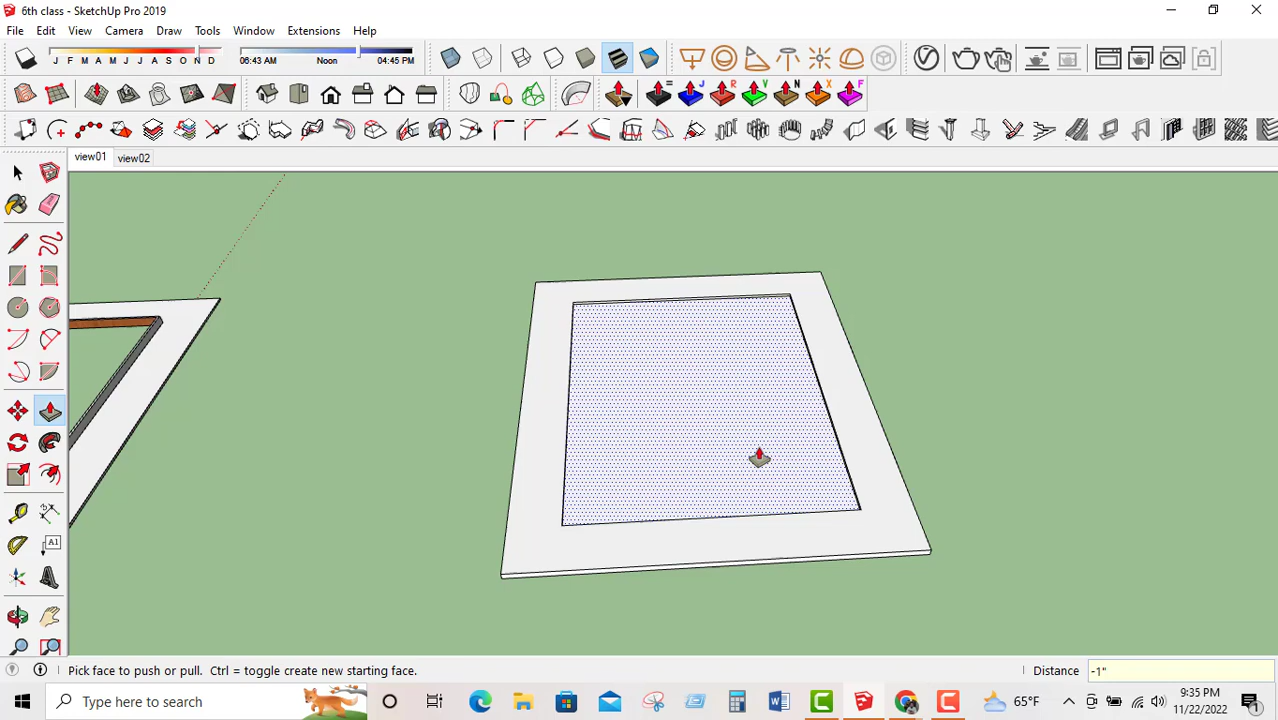 6th class - SketchUp Pro 2019
File Edit View Camera Draw Tools Window Extensions Help
J F M A M J J A S O N D 06:43 AM Noon 04:45 PM
= J R V N X F
view01 view02
A1
Pick face to push or pull. Ctrl = toggle create new starting face. Distance -1"
Type here to search 65°F 9:35 PM
11/22/2022 1